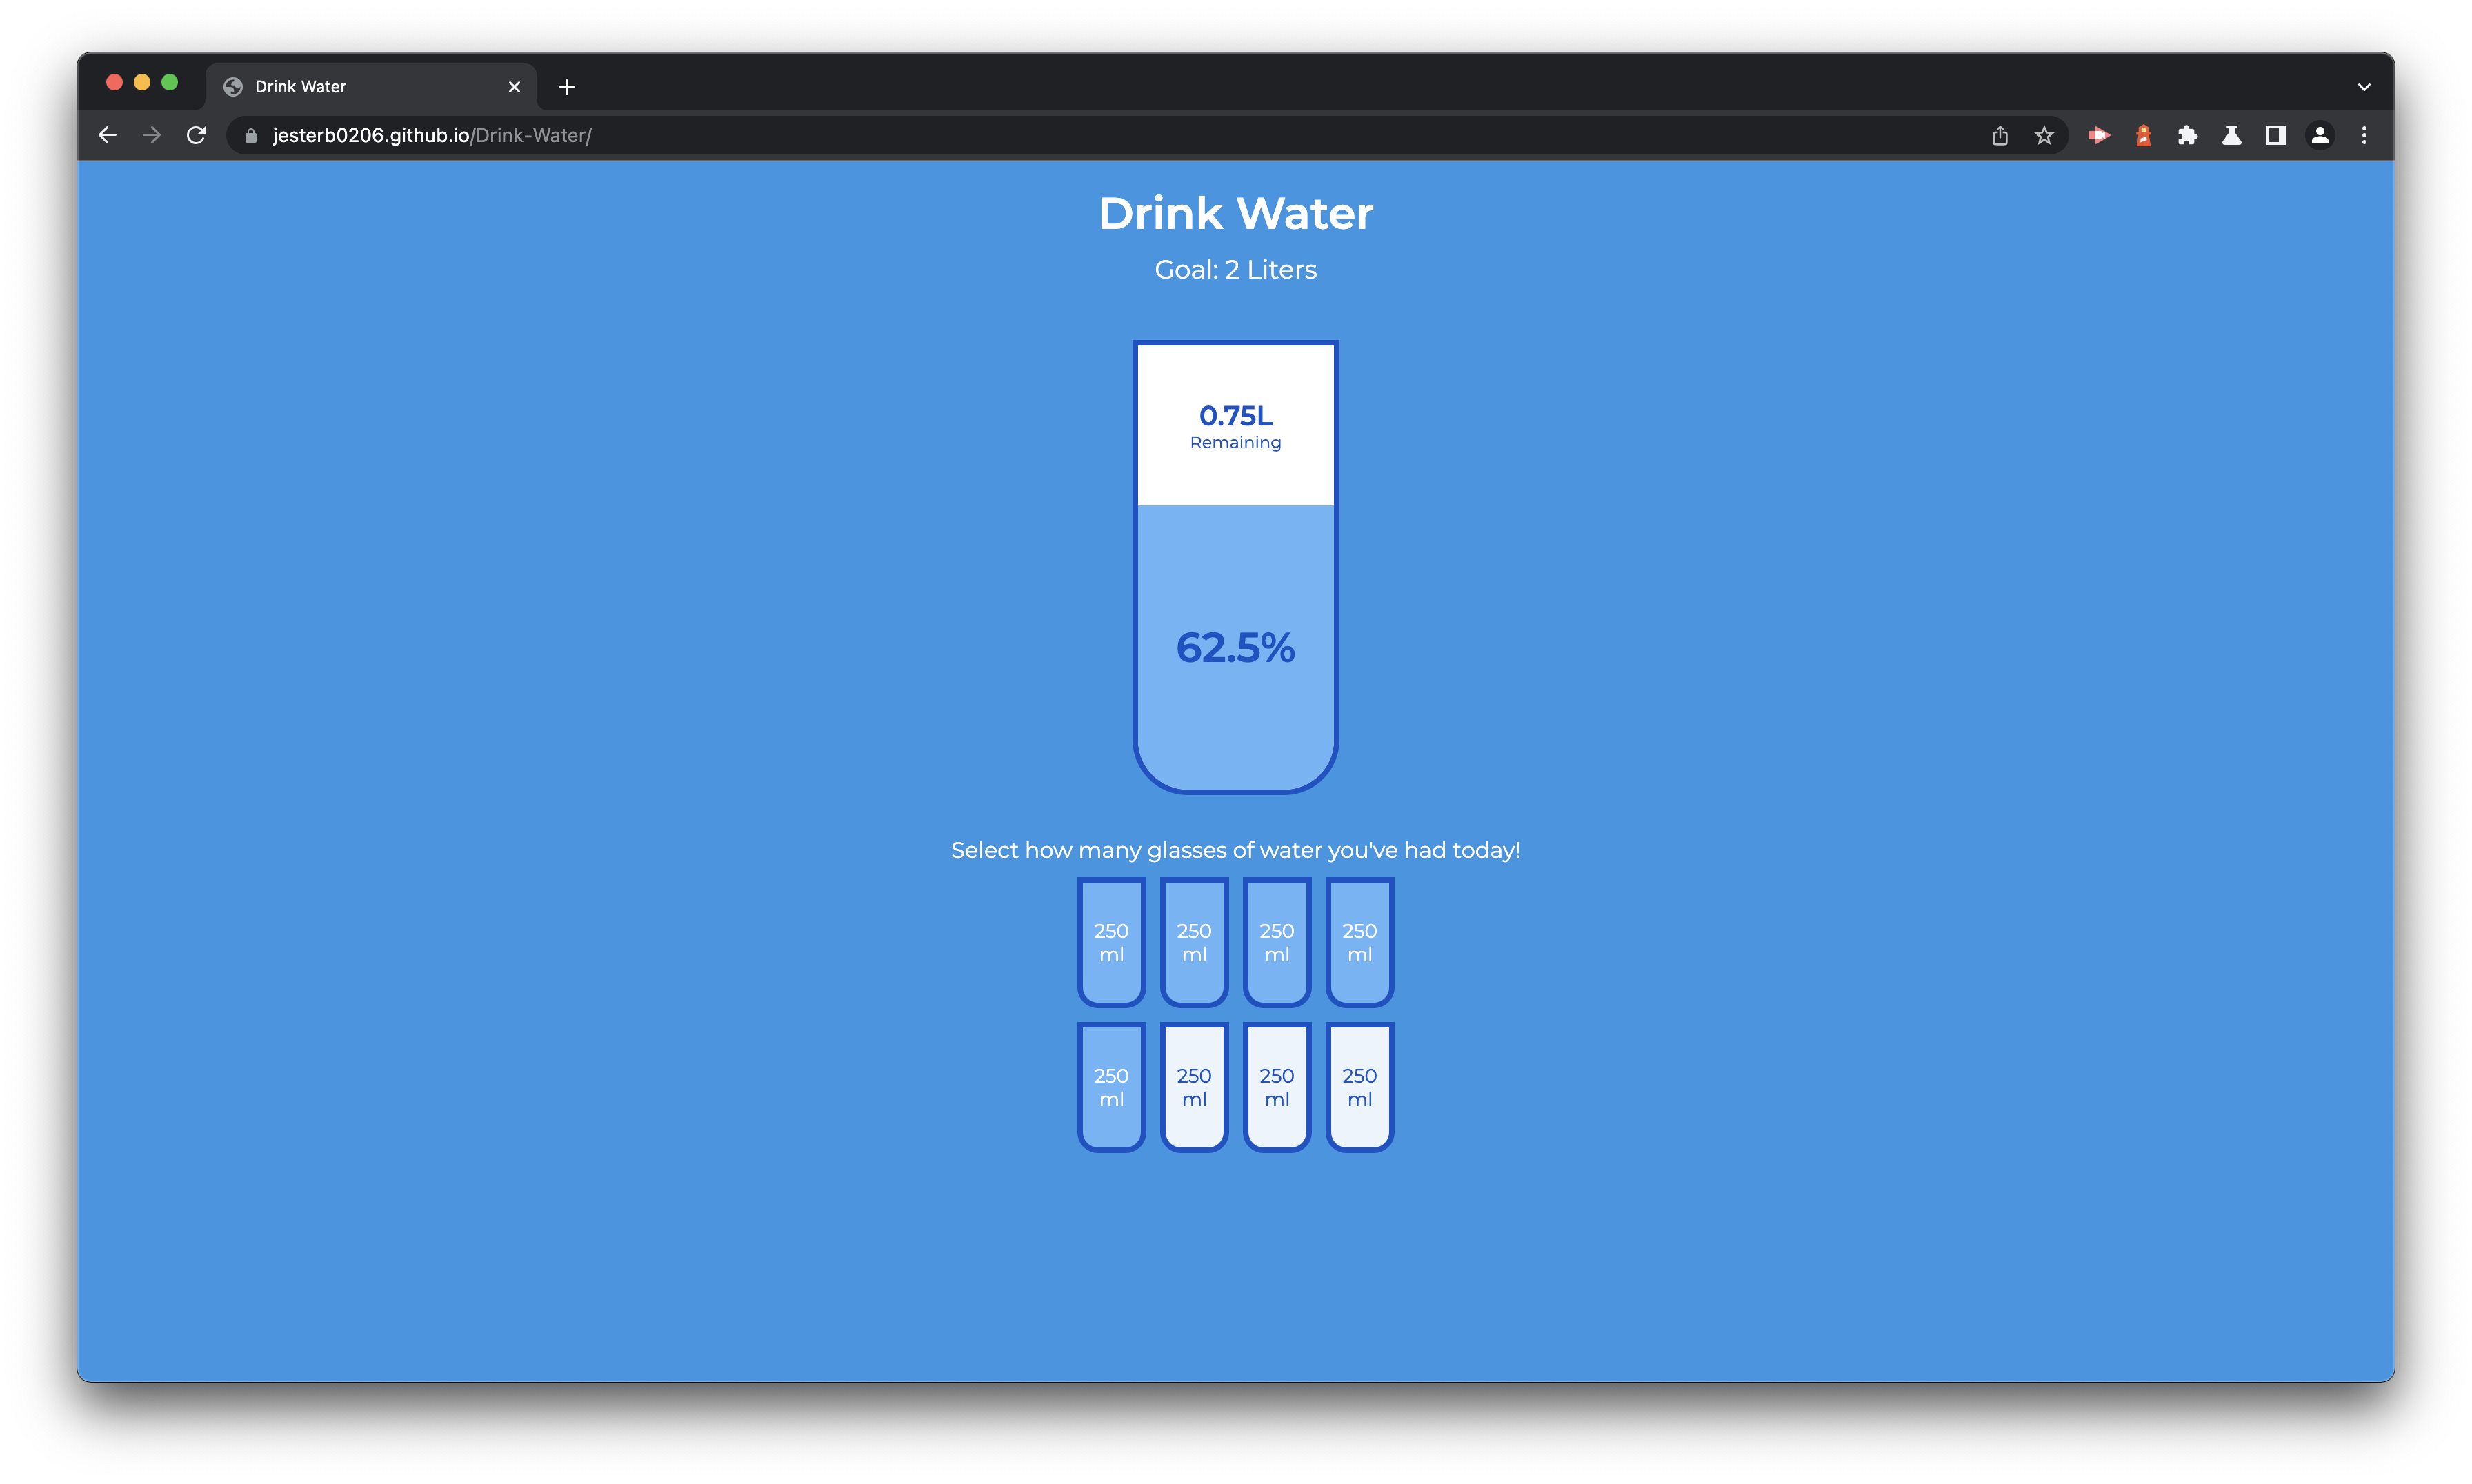 Drink Water
jesterb0206.github.io/Drink-Water/
Drink Water
Goal: 2 Liters
0.75L
Remaining
62.5%
Select how many glasses of water you've had today!
250 250 250 250
ml ml ml ml
250 250 250 250
ml ml ml ml